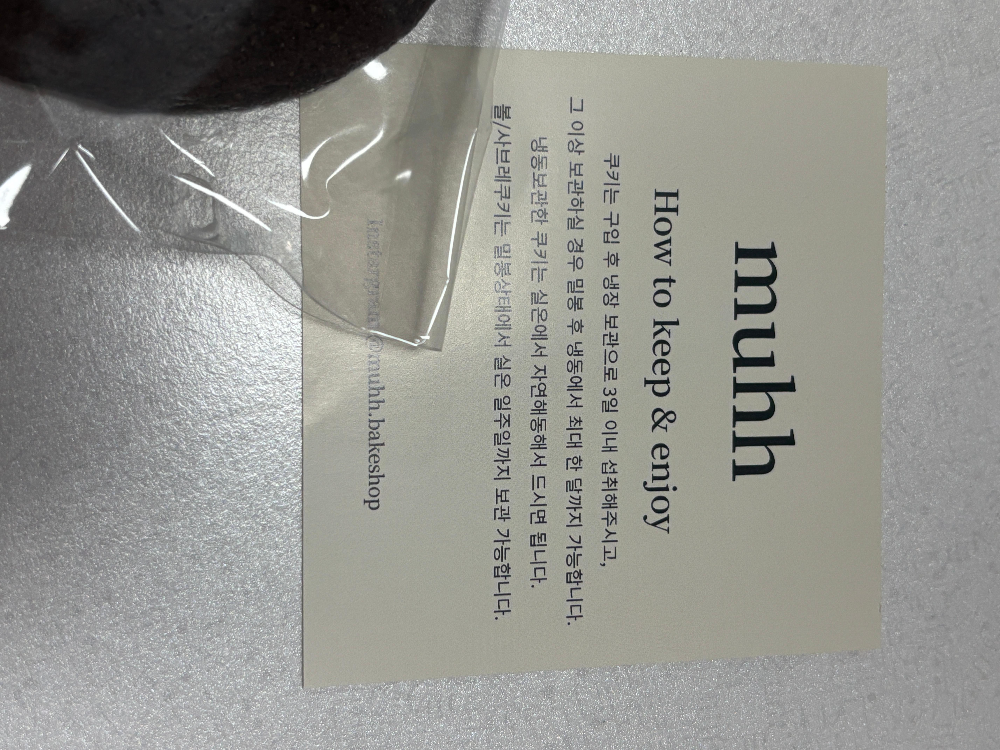 muhh
How to keep & enjoy
쿠키는 구입 후 냉장 보관으로 3일 이내 섭취해주시고,
그 이상 보관하실 경우 밀봉 후 냉동에서 최대 한 달까지 가능합니다.
냉동보관한 쿠키는 실온에서 자연해동해서 드시면 됩니다.
볼/사브레쿠키는 밀봉상태에서 실온 일주일까지 보관 가능합니다.
instargram @muhh.bakeshop